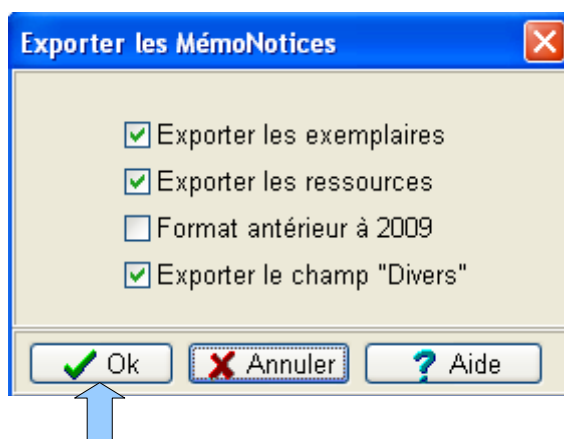 Exporter les MémoNotices
Exporter les exemplaires
Exporter les ressources
Format antérieur à 2009
Exporter le champ "Divers"
Ok Annuler ? Aide